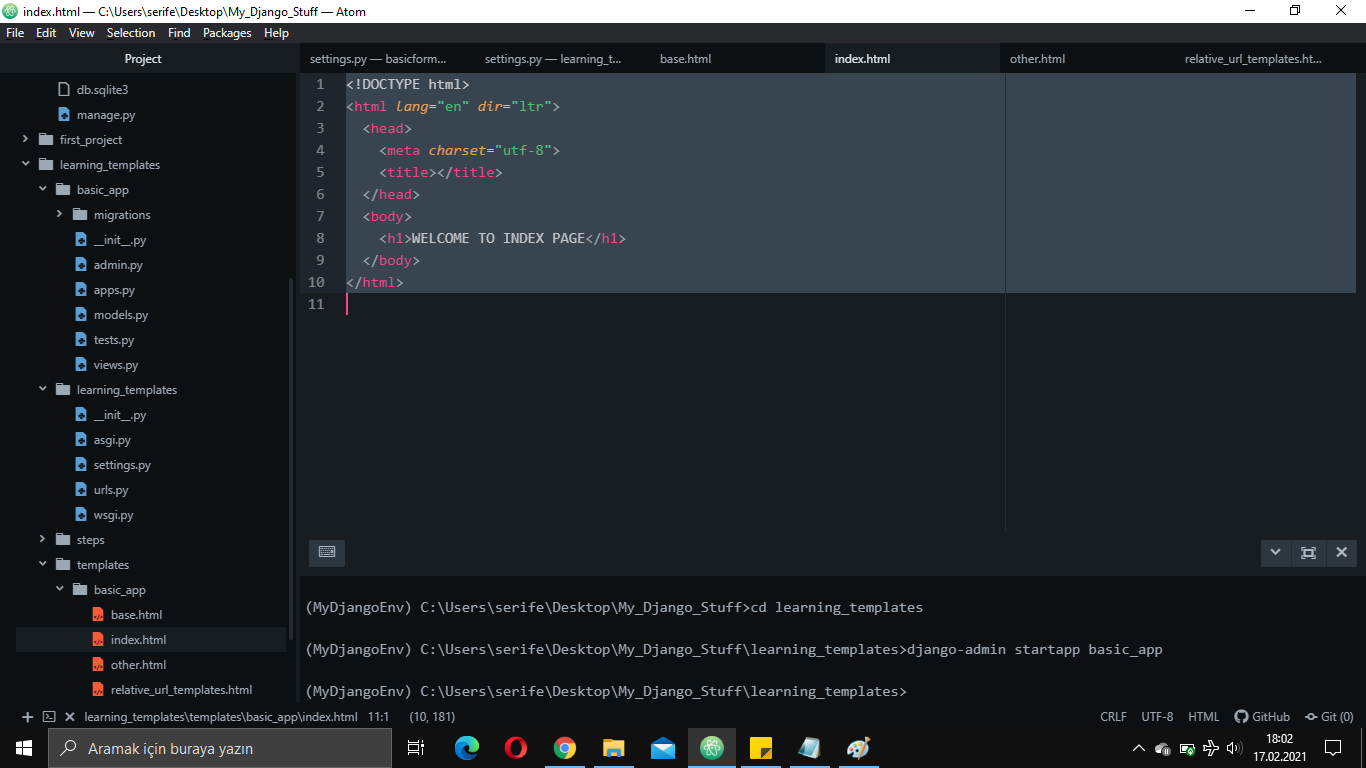 index.html — C:\Users\serife\Desktop\My_Django_Stuff — Atom
File Edit View Selection Find Packages Help
Project
db.sqlite3
manage.py
first_project
learning_templates
basic_app
migrations
__init__.py
admin.py
apps.py
models.py
tests.py
views.py
learning_templates
__init__.py
asgi.py
settings.py
urls.py
wsgi.py
steps
templates
basic_app
base.html
index.html
other.html
relative_url_templates.html
settings.py — basicform... settings.py — learning_t... base.html index.html other.html relative_url_templates.ht...
1 <!DOCTYPE html>
2 <html lang="en" dir="ltr">
3 <head>
4 <meta charset="utf-8">
5 <title></title>
6 </head>
7 <body>
8 <h1>WELCOME TO INDEX PAGE</h1>
9 </body>
10 </html>
11
(MyDjangoEnv) C:\Users\serife\Desktop\My_Django_Stuff>cd learning_templates
(MyDjangoEnv) C:\Users\serife\Desktop\My_Django_Stuff\learning_templates>django-admin startapp basic_app
(MyDjangoEnv) C:\Users\serife\Desktop\My_Django_Stuff\learning_templates>
learning_templates\templates\basic_app\index.html 11:1 (10, 181) CRLF UTF-8 HTML GitHub Git (0)
Aramak için buraya yazın
18:02
17.02.2021